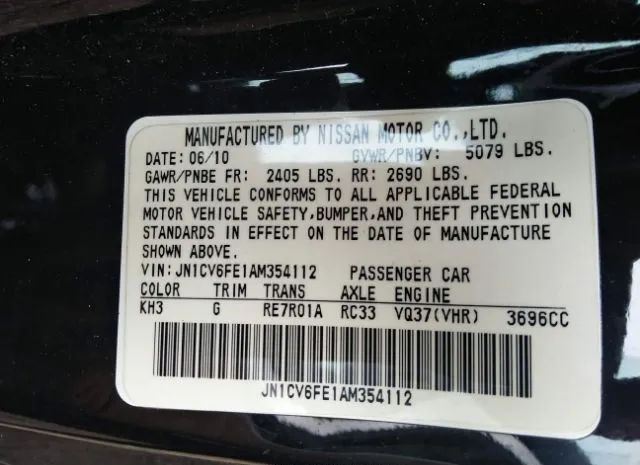 MANUFACTURED BY NISSAN MOTOR CO.,LTD.
DATE: 06/10 GVWR/PNBV: 5079 LBS.
GAWR/PNBE FR: 2405 LBS. RR: 2690 LBS.
THIS VEHICLE CONFORMS TO ALL APPLICABLE FEDERAL
MOTOR VEHICLE SAFETY,BUMPER,AND THEFT PREVENTION
STANDARDS IN EFFECT ON THE DATE OF MANUFACTURE
SHOWN ABOVE.
VIN: JN1CV6FE1AM354112 PASSENGER CAR
COLOR TRIM TRANS AXLE ENGINE
KH3 G RE7R01A RC33 VQ37(VHR) 3696CC
JN1CV6FE1AM354112